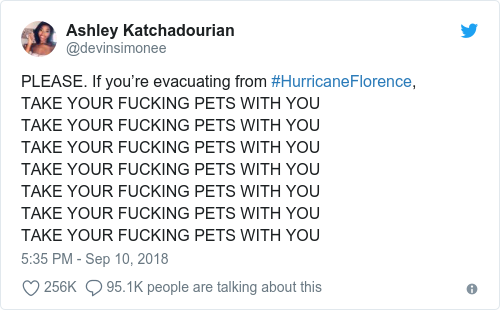 Ashley Katchadourian
@devinsimonee
PLEASE. If you're evacuating from #HurricaneFlorence,
TAKE YOUR FUCKING PETS WITH YOU
TAKE YOUR FUCKING PETS WITH YOU
TAKE YOUR FUCKING PETS WITH YOU
TAKE YOUR FUCKING PETS WITH YOU
TAKE YOUR FUCKING PETS WITH YOU
TAKE YOUR FUCKING PETS WITH YOU
TAKE YOUR FUCKING PETS WITH YOU
5:35 PM - Sep 10, 2018
256K 95.1K people are talking about this